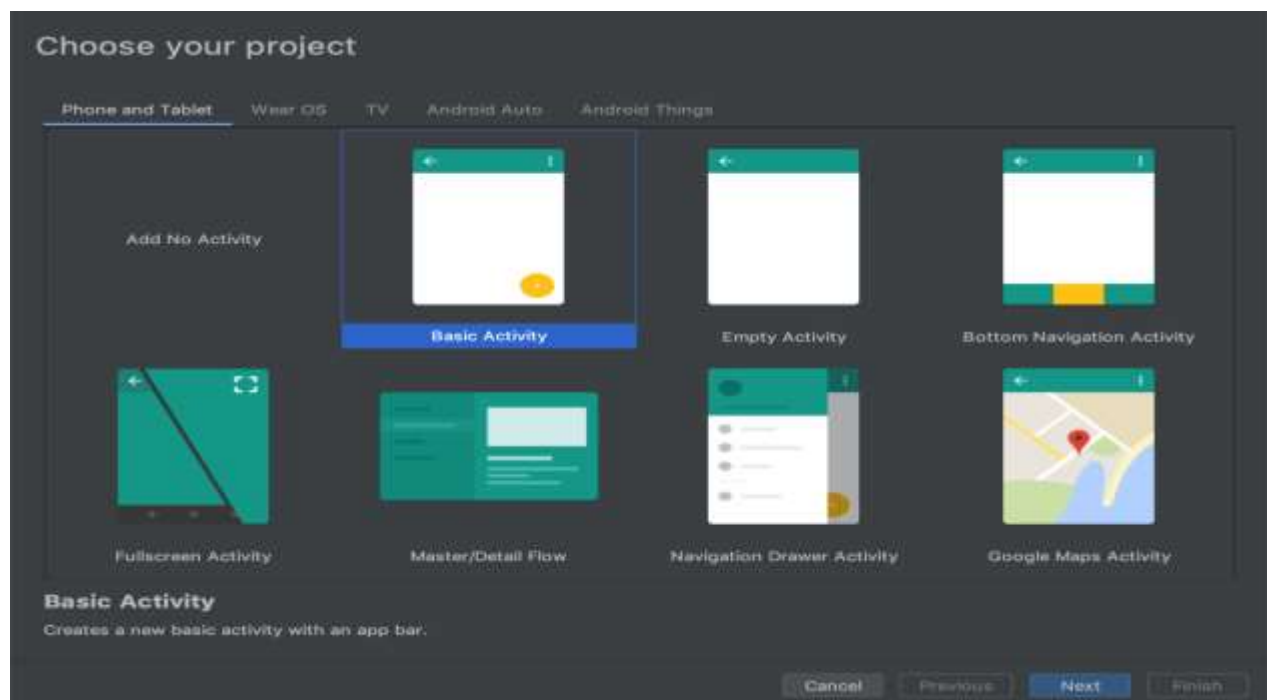 Choose your project
Phone and Tablet Wear OS TV Android Auto Android Things
Add No Activity
Basic Activity Empty Activity Bottom Navigation Activity
Fullscreen Activity Master/Detail Flow Navigation Drawer Activity Google Maps Activity
Basic Activity
Creates a new basic activity with an app bar.
Cancel Previous Next Finish